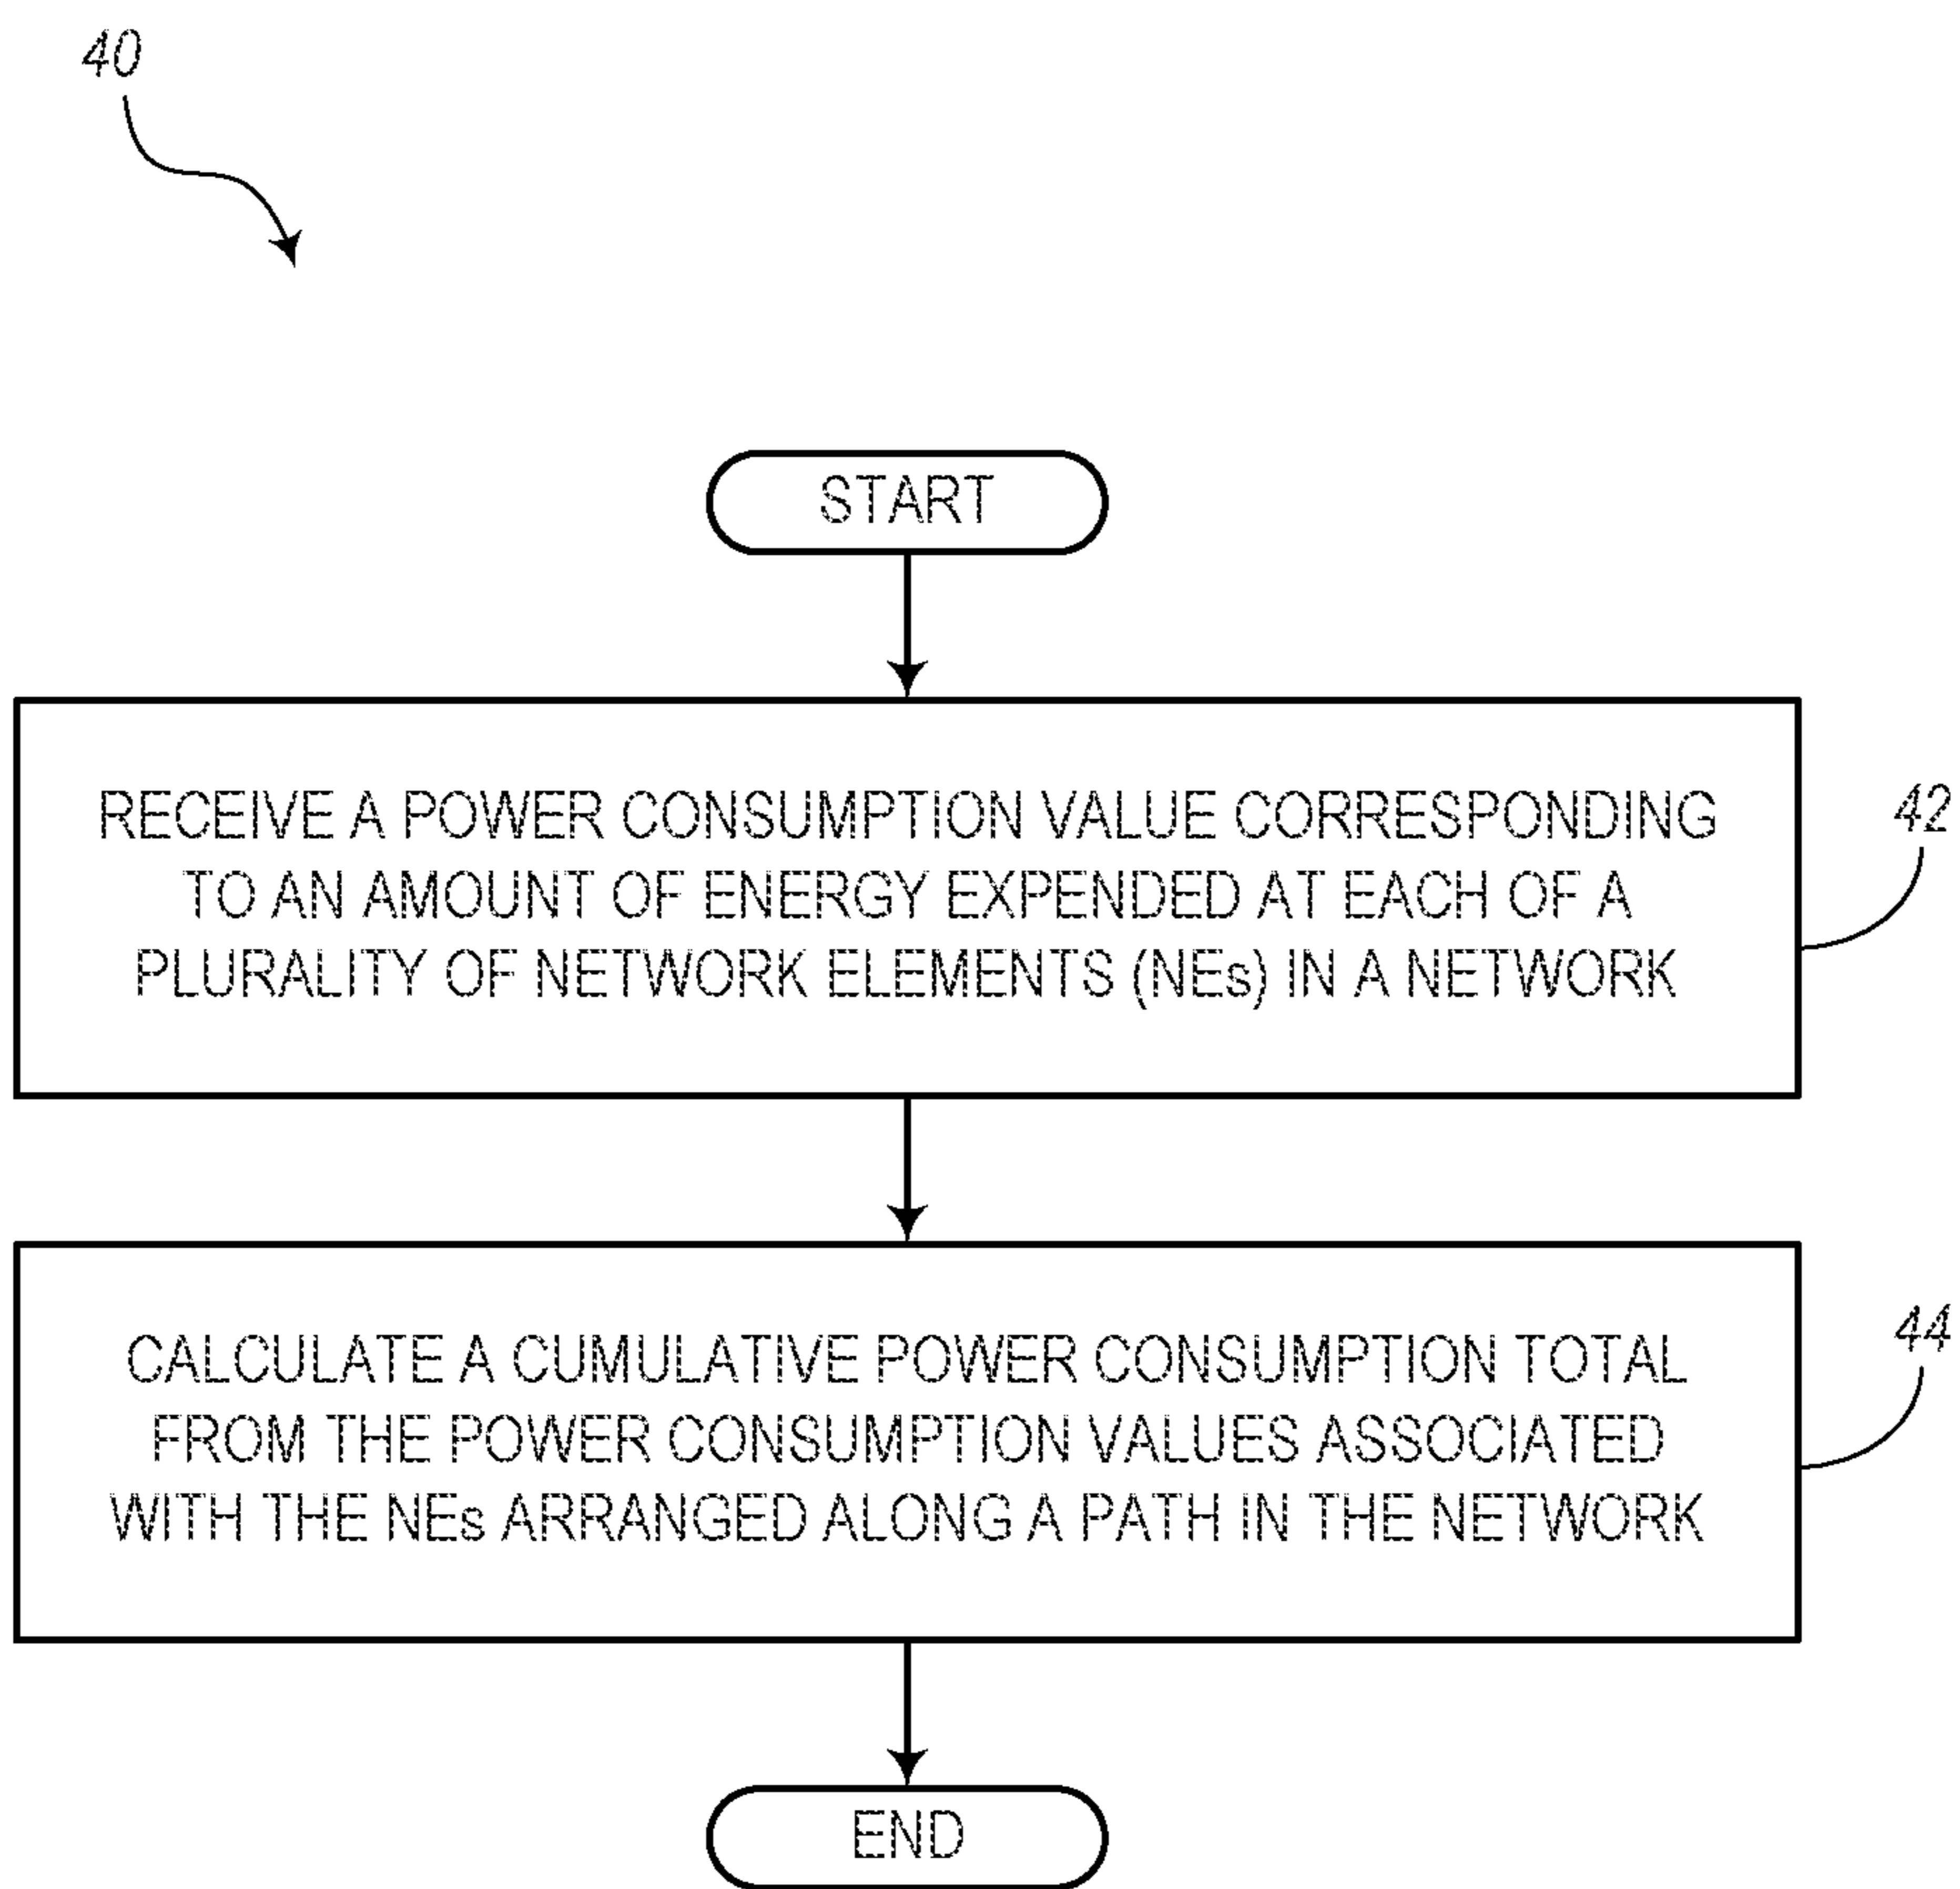 40
START
RECEIVE A POWER CONSUMPTION VALUE CORRESPONDING
TO AN AMOUNT OF ENERGY EXPENDED AT EACH OF A
PLURALITY OF NETWORK ELEMENTS (NEs) IN A NETWORK
42
CALCULATE A CUMULATIVE POWER CONSUMPTION TOTAL
FROM THE POWER CONSUMPTION VALUES ASSOCIATED
WITH THE NEs ARRANGED ALONG A PATH IN THE NETWORK
44
END